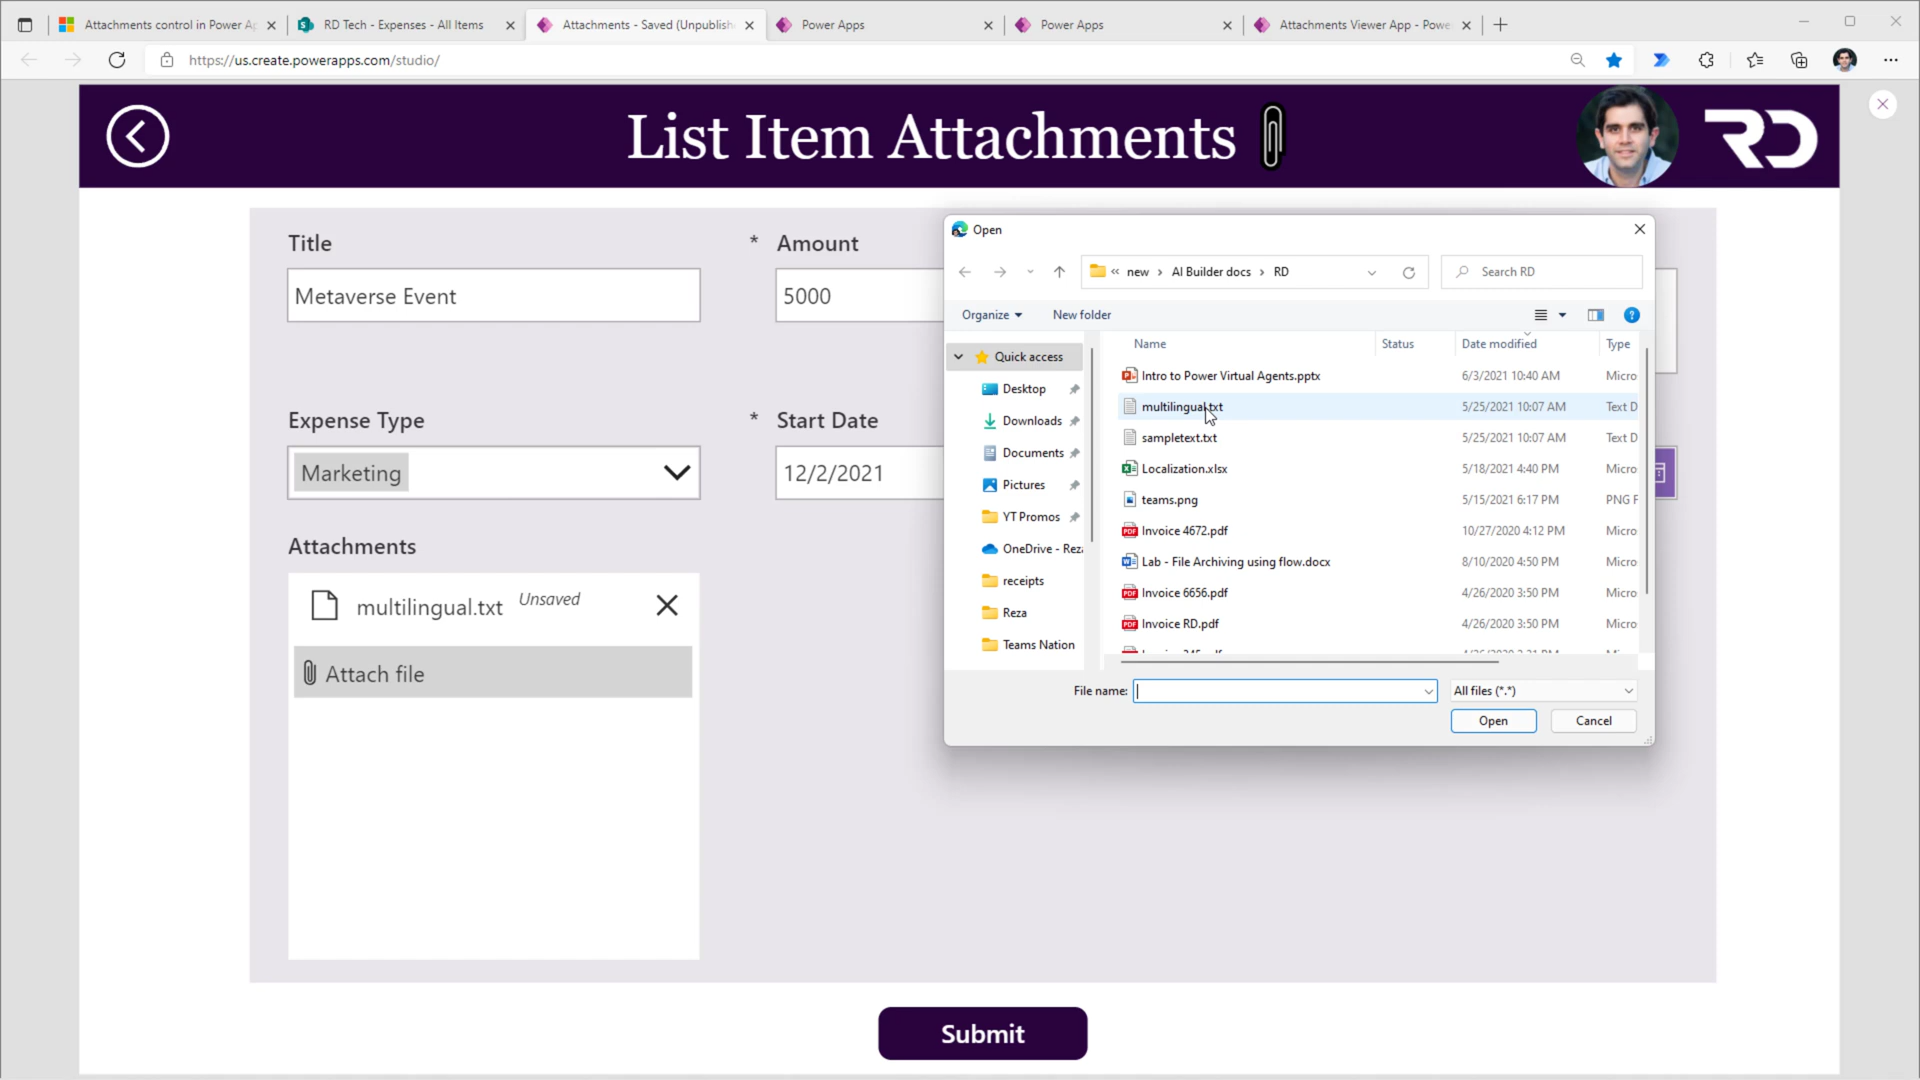 Attachments control in Power Ap
RD Tech - Expenses - All Items
Attachments - Saved (Unpublish
Power Apps
Power Apps
Attachments Viewer App - Powe
https://us.create.powerapps.com/studio/
List Item Attachments
RD
Title
* Amount
Metaverse Event
5000
Expense Type
* Start Date
Marketing
12/2/2021
Attachments
multilingual.txt Unsaved
Attach file
Submit
Open
« new > AI Builder docs > RD
Search RD
Organize
New folder
Quick access
Desktop
Downloads
Documents
Pictures
YT Promos
OneDrive - Reza
receipts
Reza
Teams Nation
Name Status Date modified Type
Intro to Power Virtual Agents.pptx 6/3/2021 10:40 AM Micro
multilingual.txt 5/25/2021 10:07 AM Text D
sampletext.txt 5/25/2021 10:07 AM Text D
Localization.xlsx 5/18/2021 4:40 PM Micro
teams.png 5/15/2021 6:17 PM PNG F
Invoice 4672.pdf 10/27/2020 4:12 PM Micro
Lab - File Archiving using flow.docx 8/10/2020 4:50 PM Micro
Invoice 6656.pdf 4/26/2020 3:50 PM Micro
Invoice RD.pdf 4/26/2020 3:50 PM Micro
File name:
All files (*.*)
Open
Cancel